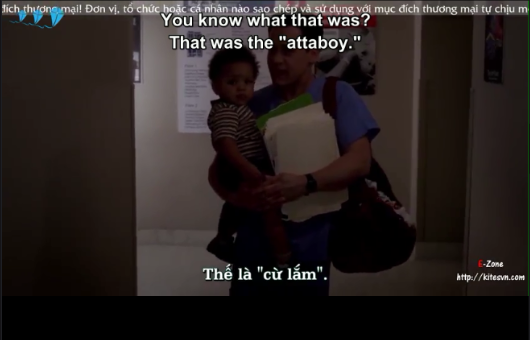 đích thương mại! Đơn vị, tổ chức hoặc cá nhân nào sao chép và sử dụng với mục đích thương mại tự chịu m
You know what that was?
That was the "attaboy."
Thế là "cừ lắm".
E-Zone
http://kitesvn.com